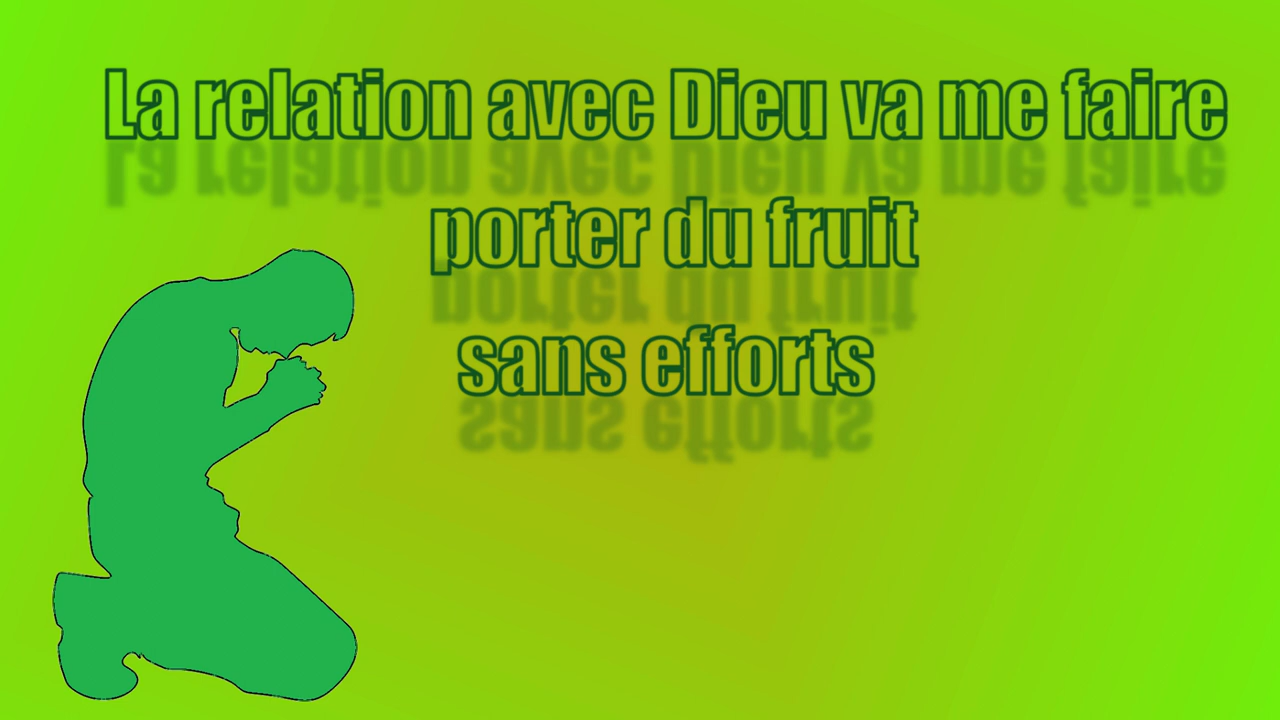 La relation avec Dieu va me faire
porter du fruit
sans efforts